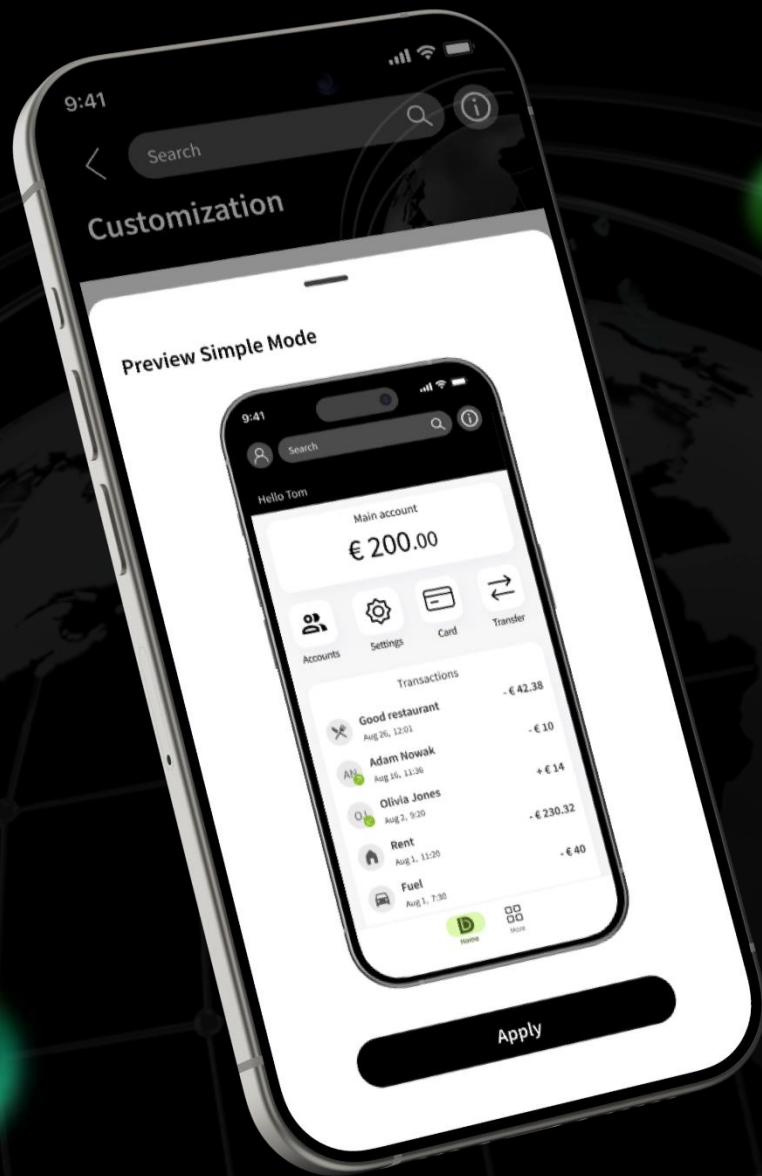 9:41
Search
Customization
Preview Simple Mode
9:41
Search
Hello Tom
Main account
€ 200.00
Accounts
Settings
Card
Transfer
Transactions
Good restaurant
- € 42.38
Aug 26, 12:01
AN
Adam Nowak
- € 10
Aug 16, 11:36
OJ
Olivia Jones
+ € 14
Aug 2, 9:20
Rent
- € 230.32
Aug 1, 11:20
Fuel
- € 40
Aug 1, 7:30
Home
More
Apply